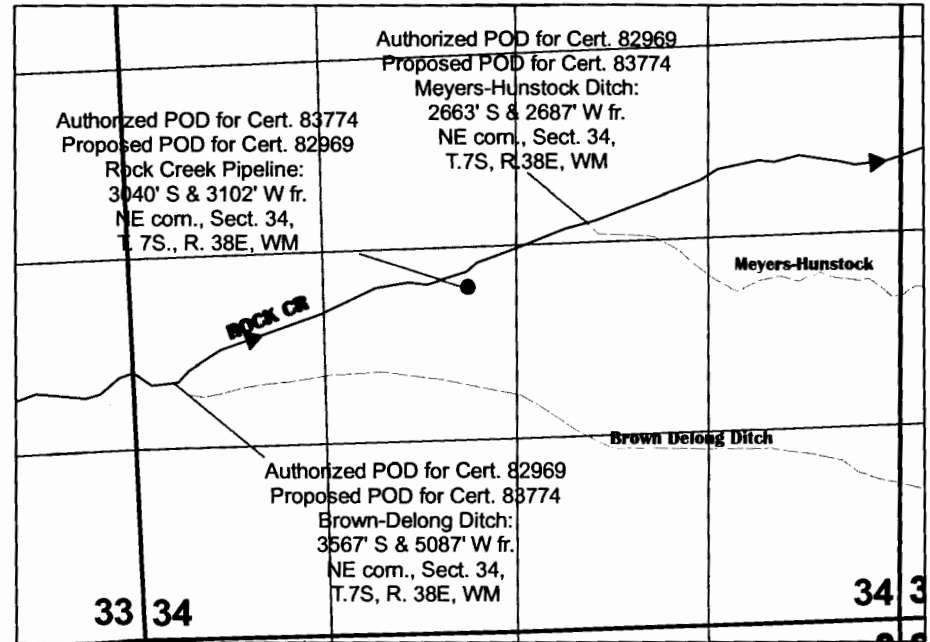 Authorized POD for Cert. 82969
Proposed POD for Cert. 83774
Meyers-Hunstock Ditch:
2663' S & 2687' W fr.
NE corn., Sect. 34,
T.7S, R.38E, WM
Authorized POD for Cert. 83774
Proposed POD for Cert. 82969
Rock Creek Pipeline:
3040' S & 3102' W fr.
NE corn., Sect. 34,
T. 7S., R. 38E, WM
Meyers-Hunstock
ROCK CR
Brown Delong Ditch
Authorized POD for Cert. 82969
Proposed POD for Cert. 83774
Brown-Delong Ditch:
3567' S & 5087' W fr.
NE corn., Sect. 34,
T.7S, R. 38E, WM
33 34
34 3